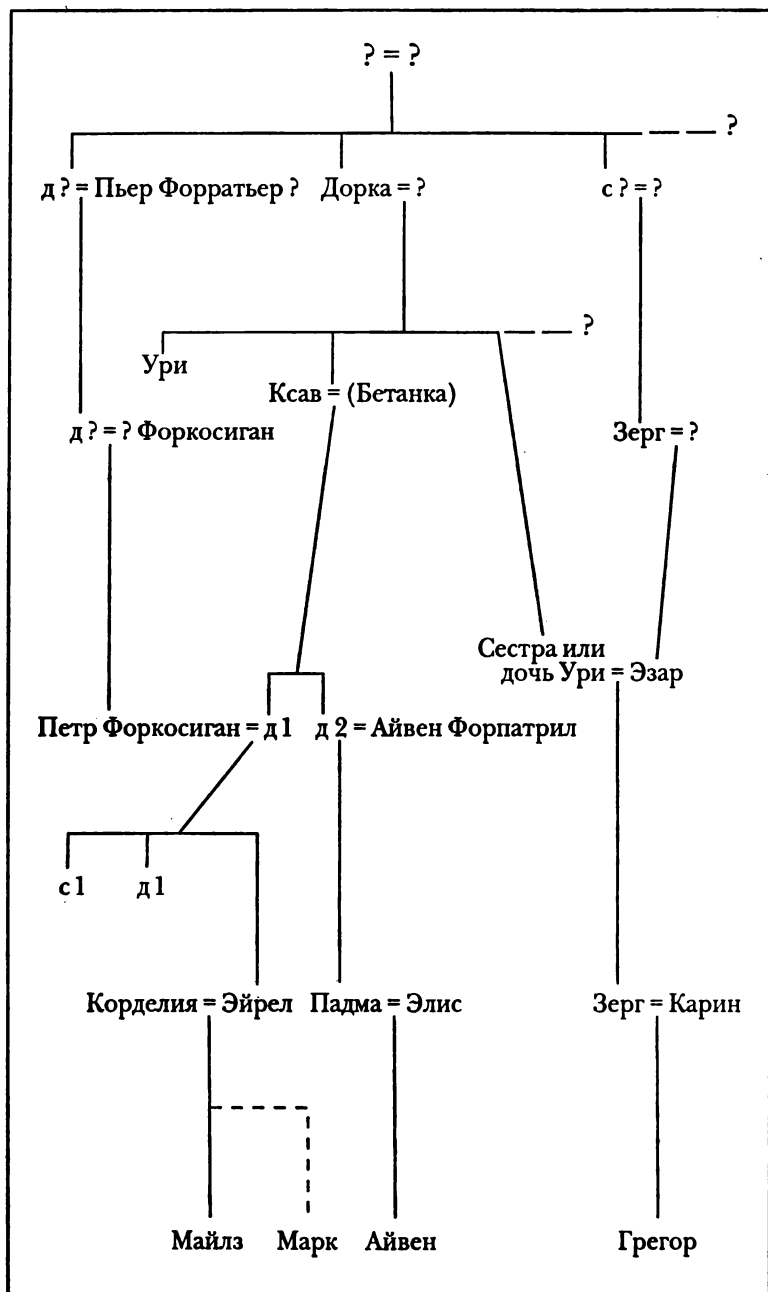 ? = ?
?
д ? = Пьер Форратьер ? Дорка = ? с ? = ?
?
Ури
Ксав = (Бетанка)
д ? = ? Форкосиган Зерг = ?
Сестра или
дочь Ури = Эзар
Петр Форкосиган = д 1 д 2 = Айвен Форпатрил
с 1 д 1
Корделия = Эйрел Падма = Элис Зерг = Карин
Майлз Марк Айвен Грегор